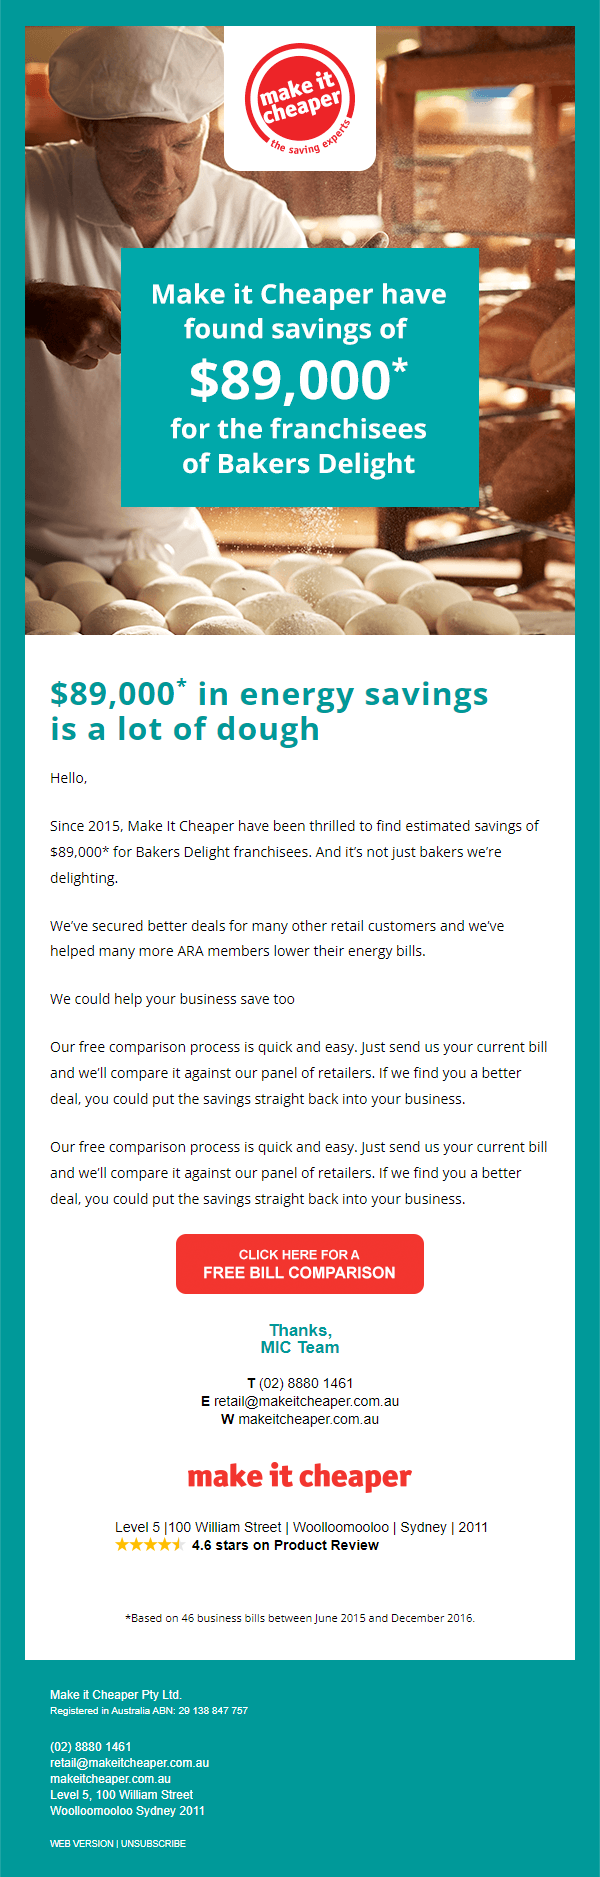 make it
cheaper
the saving experts
Make it Cheaper have
found savings of
$89,000*
for the franchisees
of Bakers Delight
$89,000* in energy savings
is a lot of dough
Hello,
Since 2015, Make It Cheaper have been thrilled to find estimated savings of
$89,000* for Bakers Delight franchisees. And it's not just bakers we're
delighting.
We've secured better deals for many other retail customers and we've
helped many more ARA members lower their energy bills.
We could help your business save too
Our free comparison process is quick and easy. Just send us your current bill
and we'll compare it against our panel of retailers. If we find you a better
deal, you could put the savings straight back into your business.
Our free comparison process is quick and easy. Just send us your current bill
and we'll compare it against our panel of retailers. If we find you a better
deal, you could put the savings straight back into your business.
CLICK HERE FOR A
FREE BILL COMPARISON
Thanks,
MIC Team
T (02) 8880 1461
E retail@makeitcheaper.com.au
W makeitcheaper.com.au
make it cheaper
Level 5 |100 William Street | Woolloomooloo | Sydney | 2011
4.6 stars on Product Review
*Based on 46 business bills between June 2015 and December 2016.
Make it Cheaper Pty Ltd.
Registered in Australia ABN: 29 138 847 757
(02) 8880 1461
retail@makeitcheaper.com.au
makeitcheaper.com.au
Level 5, 100 William Street
Woolloomooloo Sydney 2011
WEB VERSION | UNSUBSCRIBE